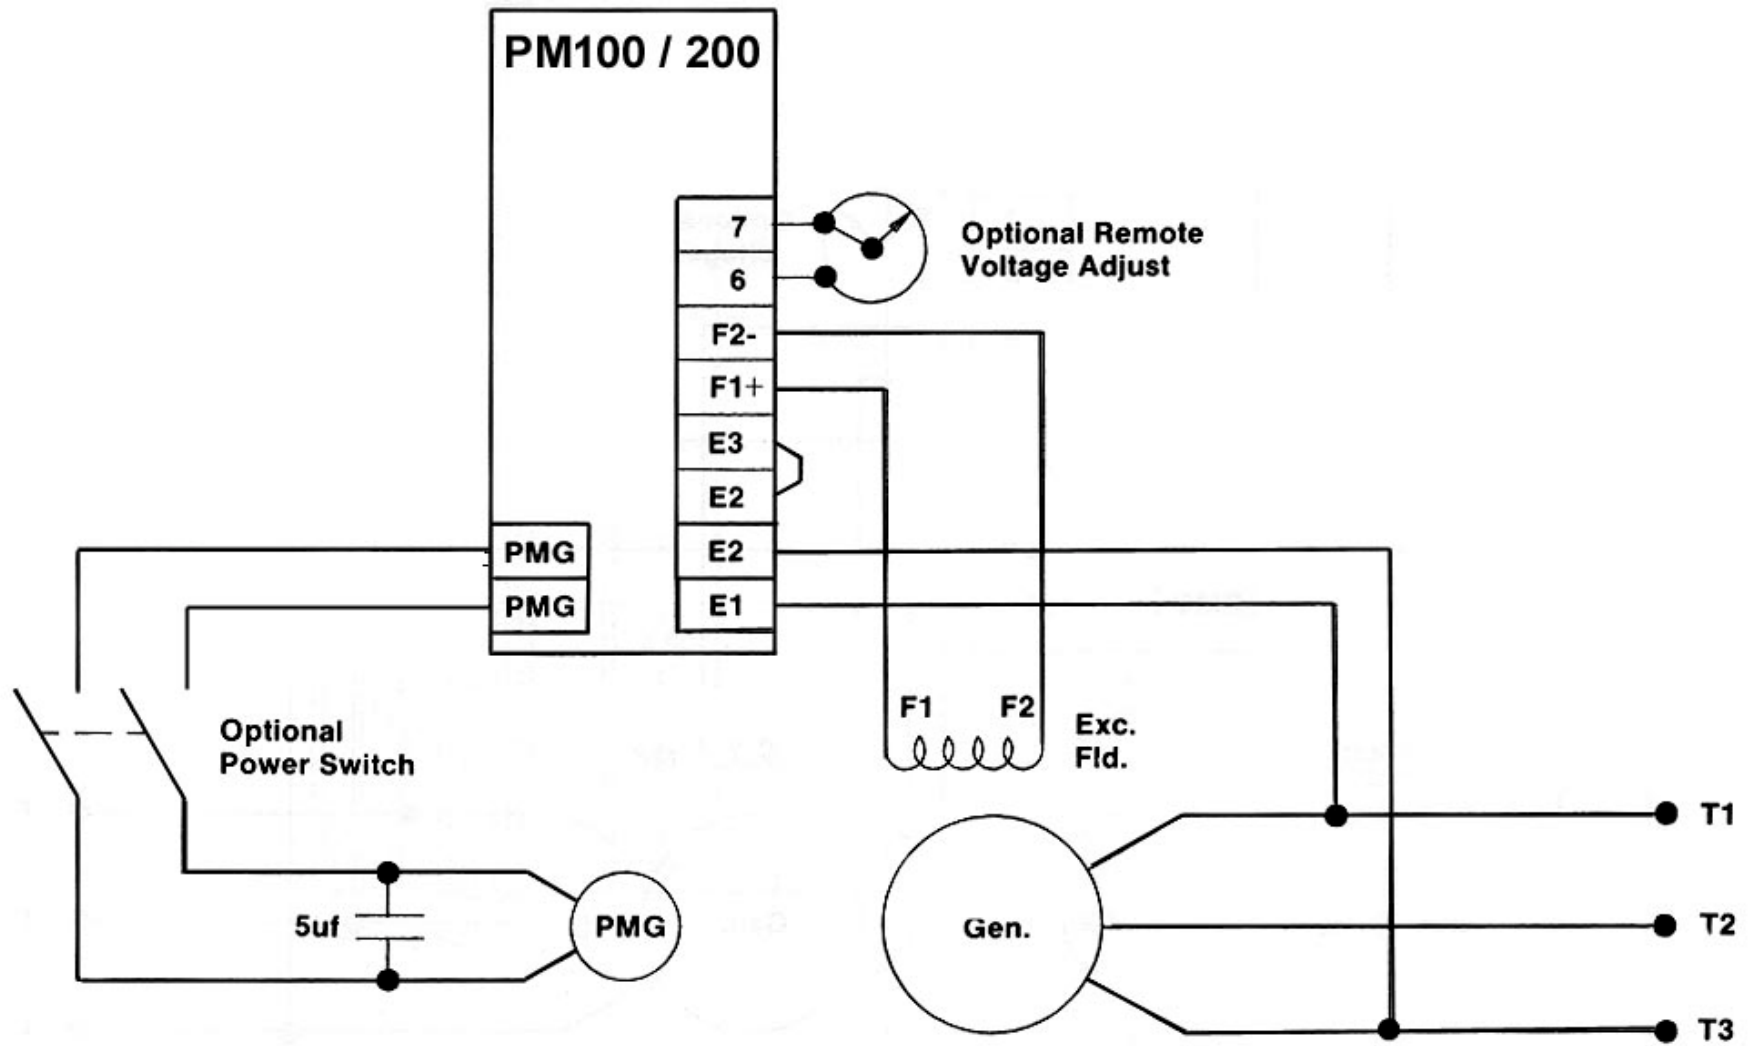 PM100 / 200
7
6
F2-
F1+
E3
E2
E2
E1
PMG
PMG
Optional Remote
Voltage Adjust
F1
F2
Exc.
Fld.
Optional
Power Switch
5uf
PMG
Gen.
T1
T2
T3